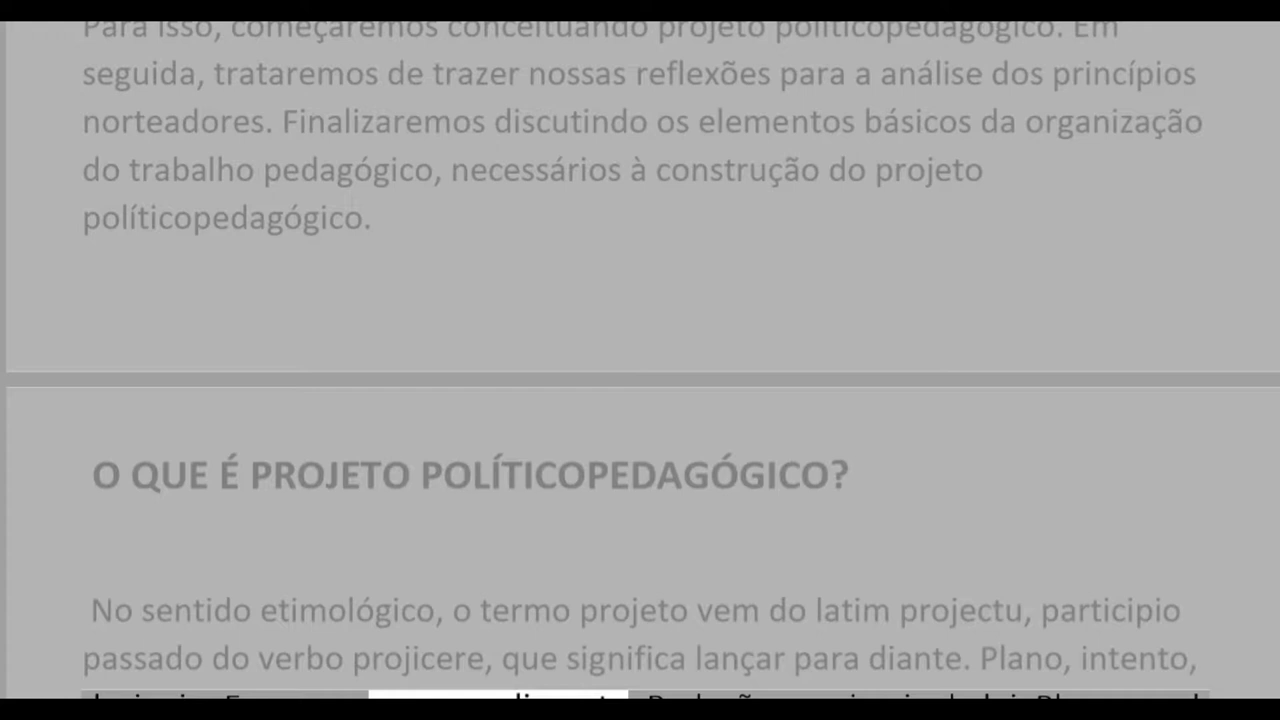 Para isso, começaremos conceituando projeto políticopedagógico. Em
seguida, trataremos de trazer nossas reflexões para a análise dos princípios
norteadores. Finalizaremos discutindo os elementos básicos da organização
do trabalho pedagógico, necessários à construção do projeto
políticopedagógico.
O QUE É PROJETO POLÍTICOPEDAGÓGICO?
No sentido etimológico, o termo projeto vem do latim projectu, participio
passado do verbo projicere, que significa lançar para diante. Plano, intento,